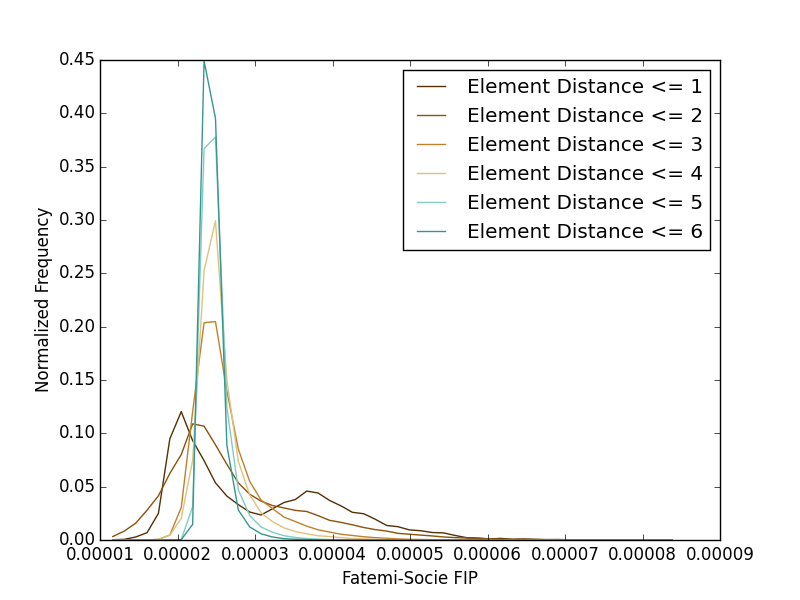 0.45
0.40
0.35
0.30
0.25
0.20
0.15
0.10
0.05
0.00
Normalized Frequency
Element Distance <= 1
Element Distance <= 2
Element Distance <= 3
Element Distance <= 4
Element Distance <= 5
Element Distance <= 6
0.00001 0.00002 0.00003 0.00004 0.00005 0.00006 0.00007 0.00008 0.00009
Fatemi-Socie FIP